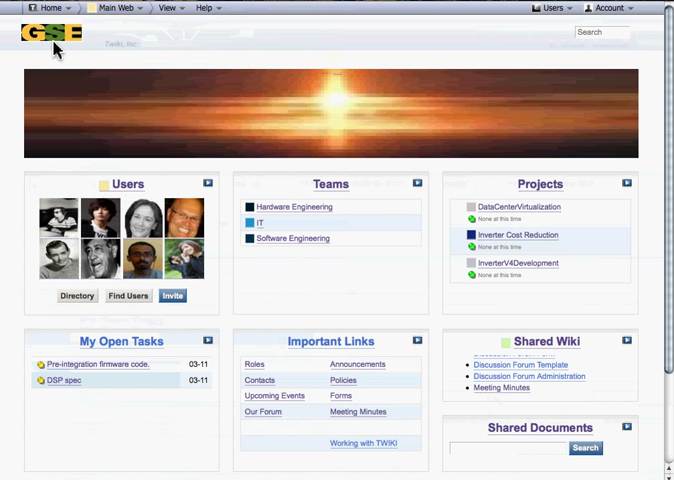 Home Main Web View Help Users Account
GSE
Search
Twiki, Inc.
Users
Directory Find Users Invite
Teams
Hardware Engineering
IT
Software Engineering
Projects
DataCenterVirtualization
None at this time
Inverter Cost Reduction
None at this time
InverterV4Development
None at this time
My Open Tasks
Pre-integration firmware code. 03-11
DSP spec 03-11
Important Links
Roles Announcements
Contacts Policies
Upcoming Events Forms
Our Forum Meeting Minutes
Working with TWIKI
Shared Wiki
Discussion Forum Form
Discussion Forum Template
Discussion Forum Administration
Meeting Minutes
Shared Documents
Search